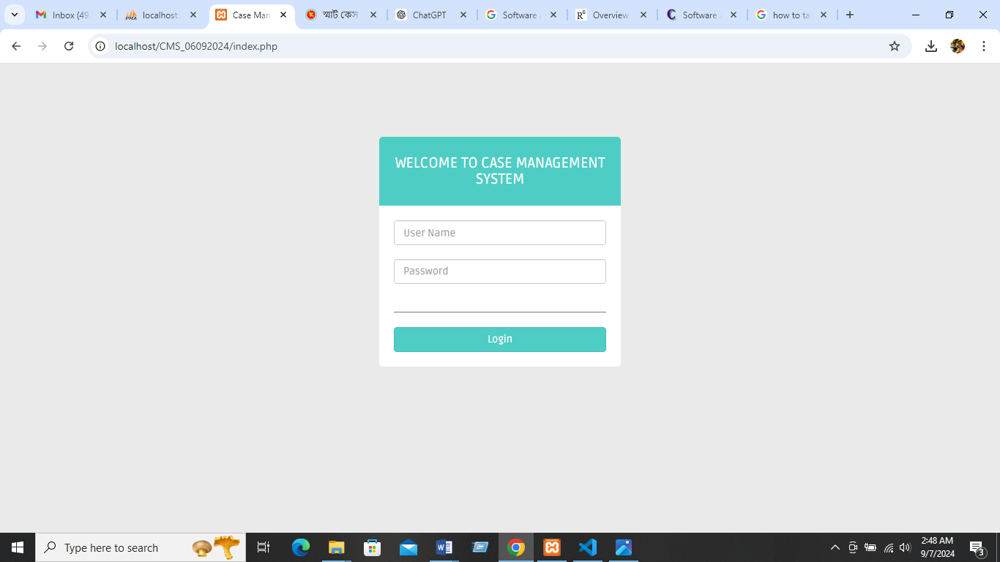 Inbox (49
localhost
Case Man
স্মার্ট কেস
ChatGPT
Software
Overview
Software
how to ta
localhost/CMS_06092024/index.php
WELCOME TO CASE MANAGEMENT
SYSTEM
User Name
Password
Login
Type here to search
2:48 AM
9/7/2024
3